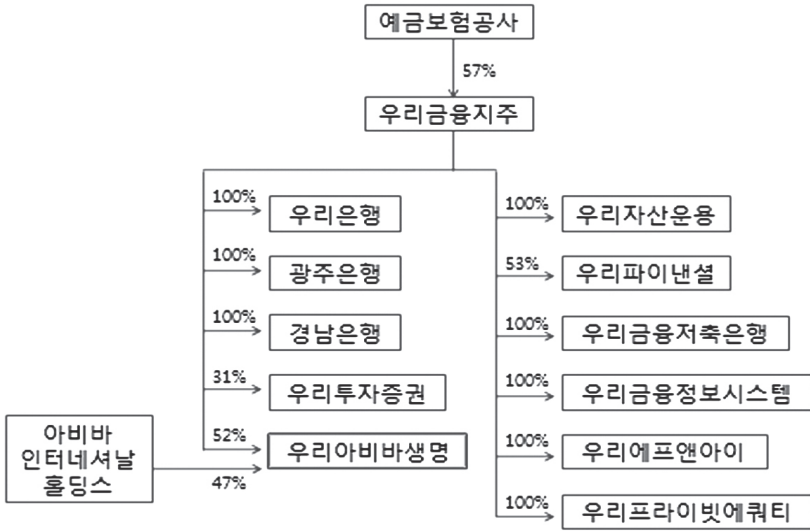 예금보험공사
57%
우리금융지주
100%
우리은행
100%
광주은행
100%
경남은행
31%
우리투자증권
52%
우리아비바생명
아비바
인터네셔날
홀딩스
47%
100%
우리자산운용
53%
우리파이낸셜
100%
우리금융저축은행
100%
우리금융정보시스템
100%
우리에프앤아이
100%
우리프라이빗에쿼티